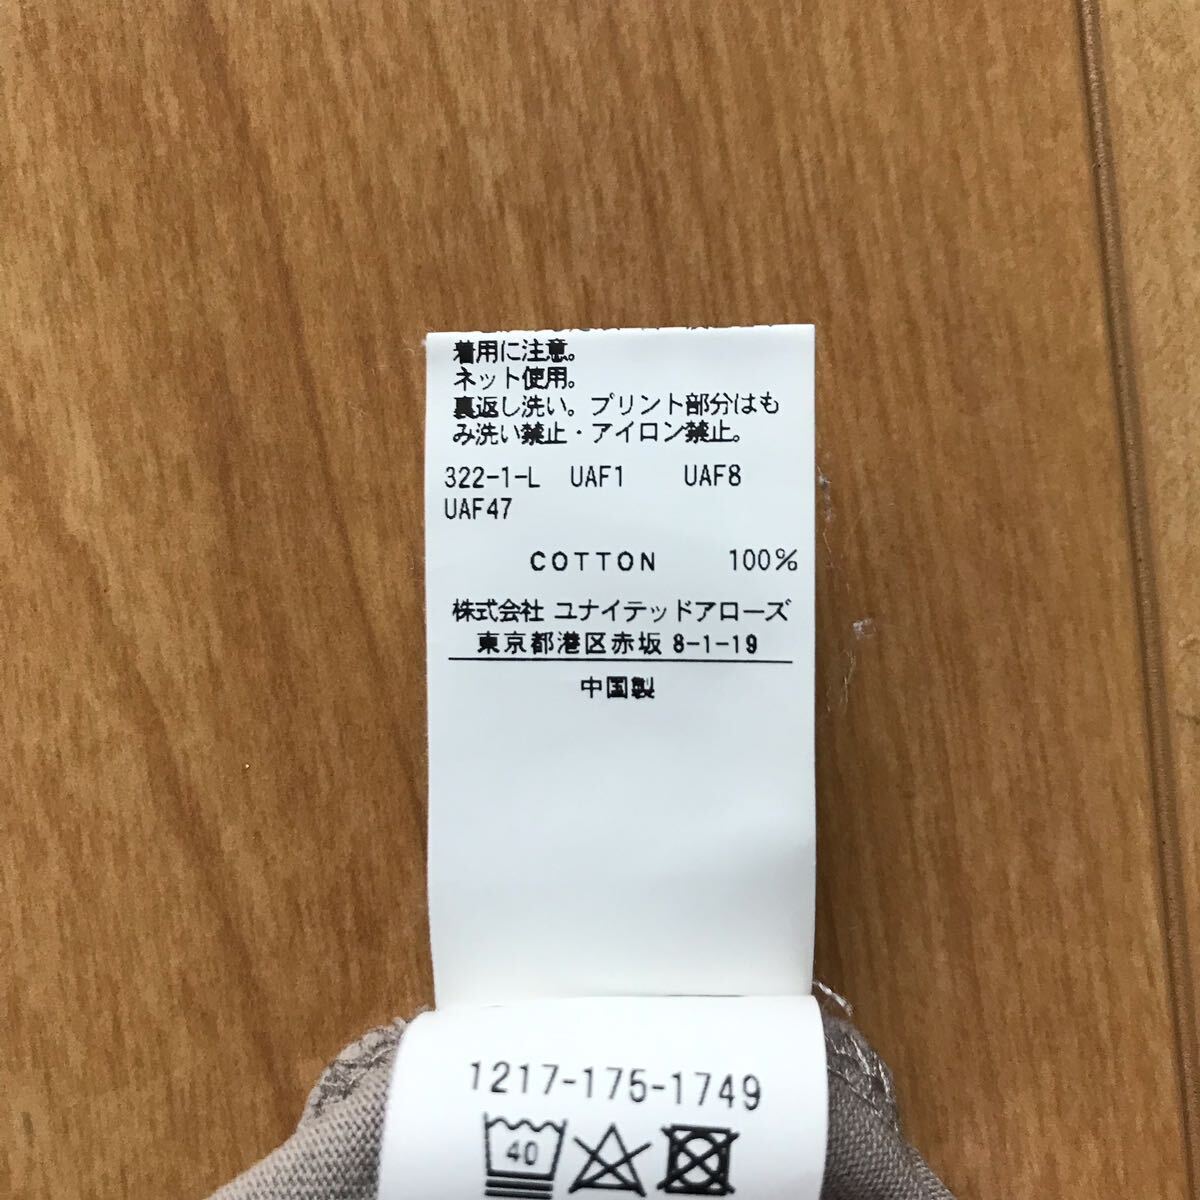 着用に注意。
ネット使用。
裏返し洗い。プリント部分はも
み洗い禁止・アイロン禁止。
322-1-L UAF1 UAF8
UAF47
COTTON 100%
株式会社 ユナイテッドアローズ
東京都港区赤坂 8-1-19
中国製
1217-175-1749
40